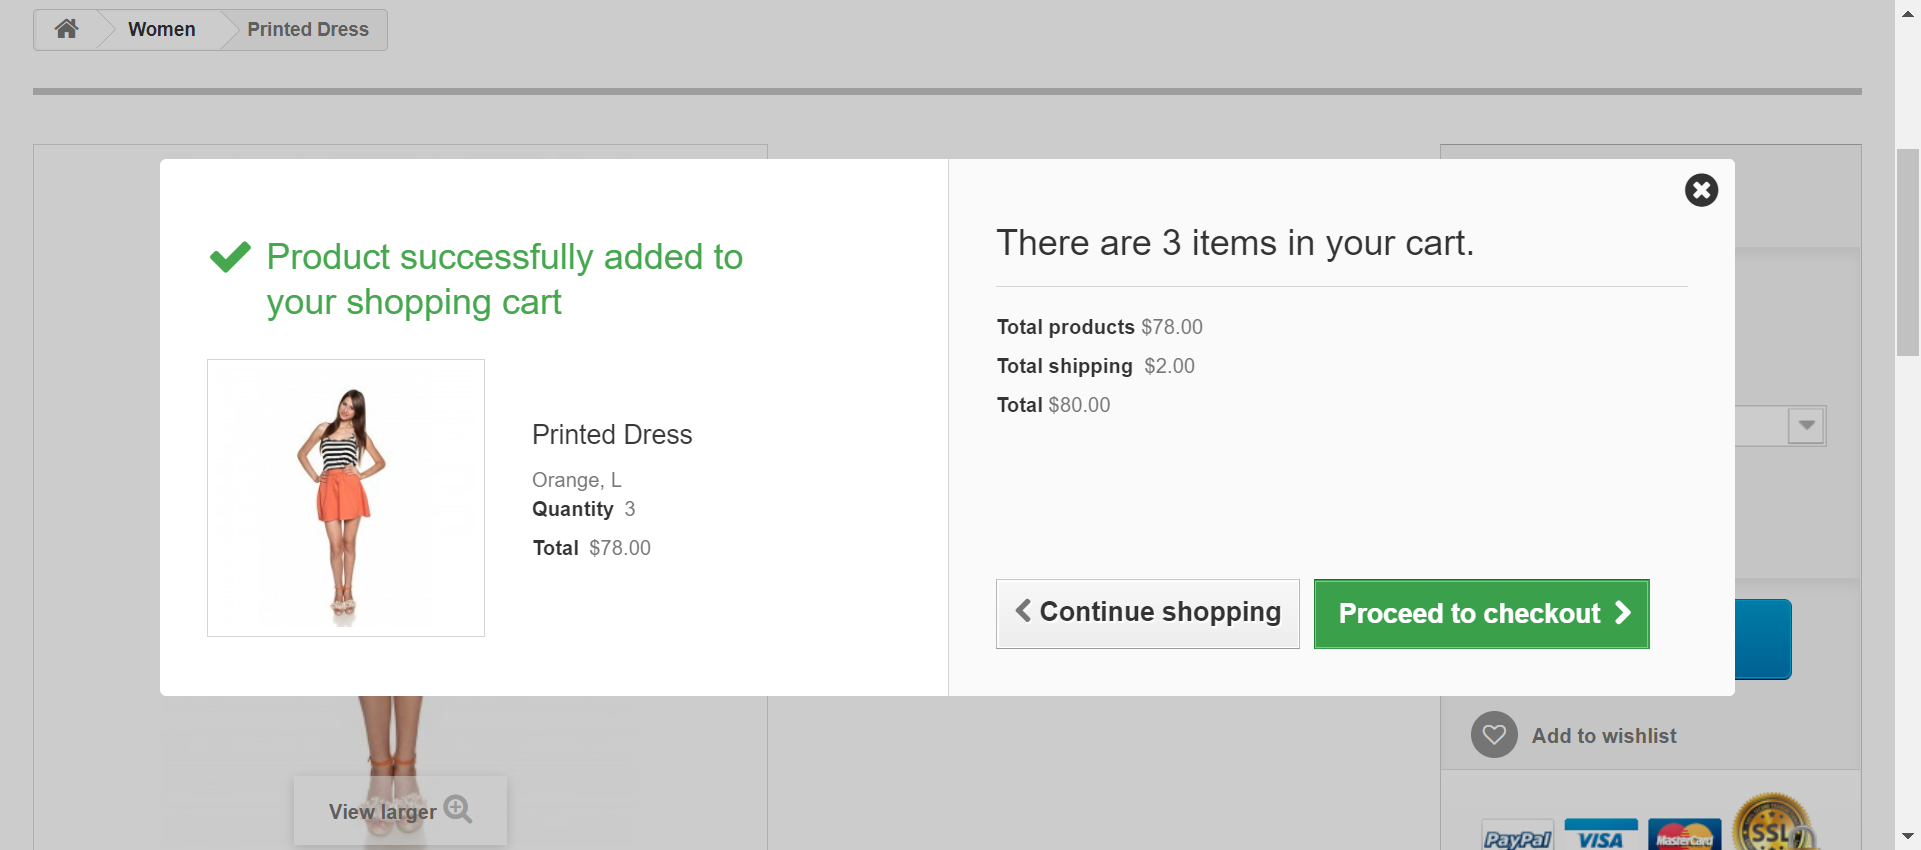 Women
Printed Dress
Product successfully added to
your shopping cart
Printed Dress
Orange, L
Quantity 3
Total $78.00
There are 3 items in your cart.
Total products $78.00
Total shipping $2.00
Total $80.00
Continue shopping
Proceed to checkout
View larger
Add to wishlist
PayPal
VISA
MasterCard
SSL